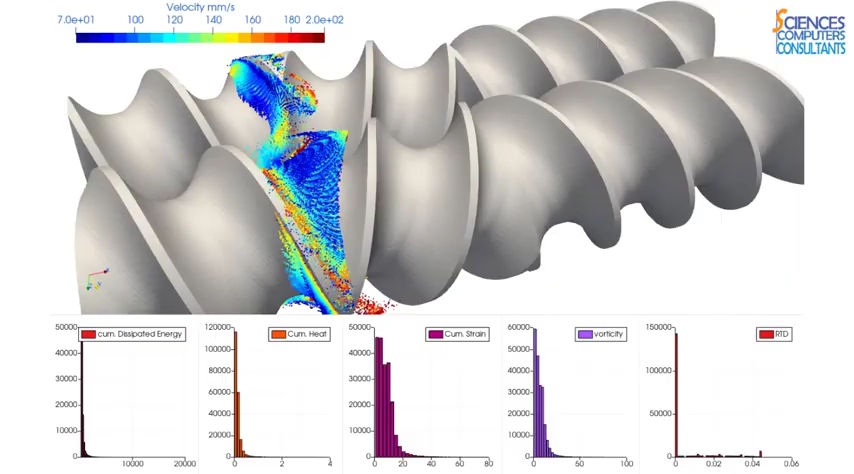 Velocity mm/s
7.0e+01 100 120 140 160 180 2.0e+02
SCIENCES
COMPUTERS
CONSULTANTS
cum. Dissipated Energy
50000
40000
30000
20000
10000
0
10000 20000
Cum. Heat
120000
100000
80000
60000
40000
20000
0
0 2 4
Cum. Strain
50000
40000
30000
20000
10000
0
0 20 40 60 80
vorticity
60000
50000
40000
30000
20000
10000
0
0 50 100
RTD
150000
100000
50000
0
0 0.02 0.04 0.06